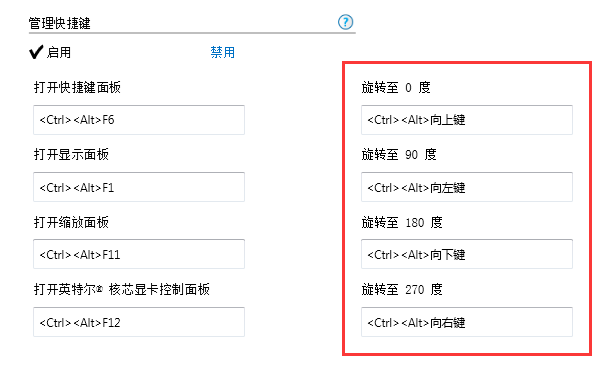 管理快捷键
启用
禁用
打开快捷键面板
<Ctrl><Alt>F6
打开显示面板
<Ctrl><Alt>F1
打开缩放面板
<Ctrl><Alt>F11
打开英特尔® 核芯显卡控制面板
<Ctrl><Alt>F12
旋转至 0 度
<Ctrl><Alt>向上键
旋转至 90 度
<Ctrl><Alt>向左键
旋转至 180 度
<Ctrl><Alt>向下键
旋转至 270 度
<Ctrl><Alt>向右键